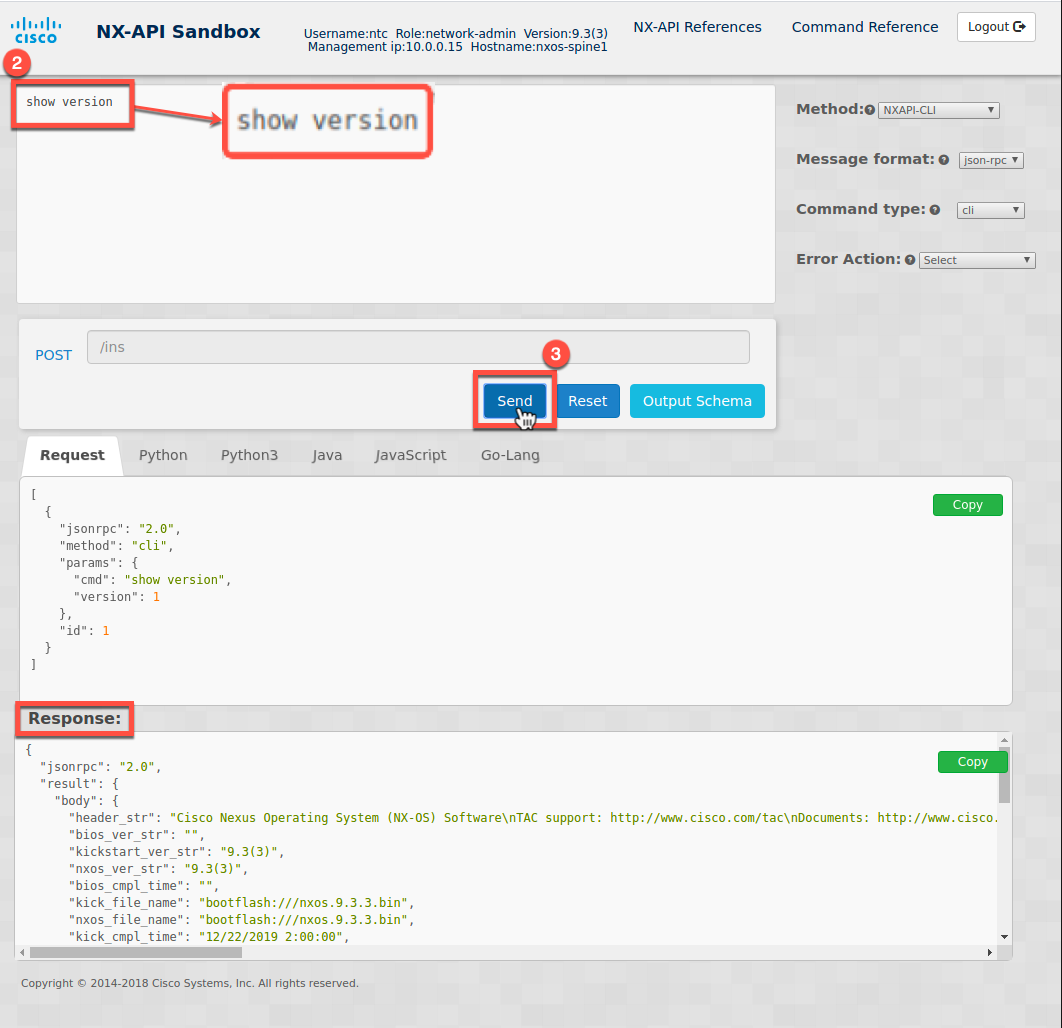 CISCO
NX-API Sandbox
Username:ntc Role:network-admin Version:9.3(3)
Management ip:10.0.0.15 Hostname:nxos-spine1
NX-API References
Command Reference
Logout
2
show version
show version
Method:
NXAPI-CLI
Message format:
json-rpc
Command type:
cli
Error Action:
Select
POST
/ins
3
Send
Reset
Output Schema
Request Python Python3 Java JavaScript Go-Lang
Copy
[
{
"jsonrpc": "2.0",
"method": "cli",
"params": {
"cmd": "show version",
"version": 1
},
"id": 1
}
]
Response:
Copy
{
"jsonrpc": "2.0",
"result": {
"body": {
"header_str": "Cisco Nexus Operating System (NX-OS) Software\nTAC support: http://www.cisco.com/tac\nDocuments: http://www.cisco.
"bios_ver_str": "",
"kickstart_ver_str": "9.3(3)",
"nxos_ver_str": "9.3(3)",
"bios_cmpl_time": "",
"kick_file_name": "bootflash:///nxos.9.3.3.bin",
"nxos_file_name": "bootflash:///nxos.9.3.3.bin",
"kick_cmpl_time": "12/22/2019 2:00:00",
Copyright © 2014-2018 Cisco Systems, Inc. All rights reserved.